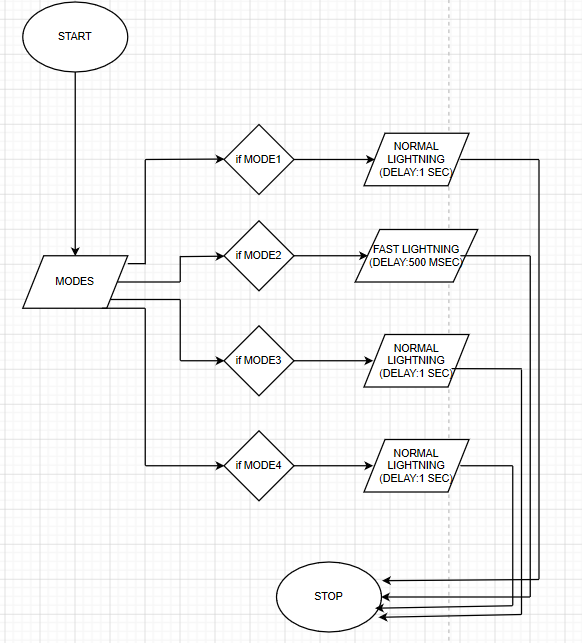 START
if MODE1
NORMAL
LIGHTNING
(DELAY:1 SEC)
if MODE2
FAST LIGHTNING
(DELAY:500 MSEC)
MODES
if MODE3
NORMAL
LIGHTNING
(DELAY:1 SEC)
if MODE4
NORMAL
LIGHTNING
(DELAY:1 SEC)
STOP